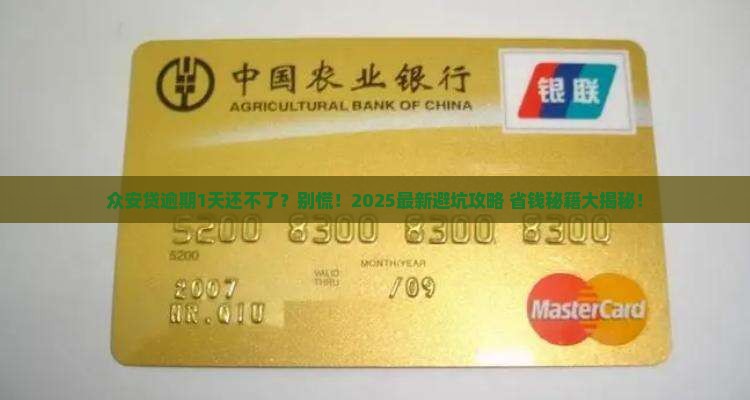 中国农业银行
AGRICULTURAL BANK OF CHINA
银联
众安贷逾期1天还不了?别慌!2025最新避坑攻略 省钱秘籍大揭秘!
5200 8300 8300 8300
5200
MONTH/YEAR
VALID THRU
2007 /09
MR.QIU
MasterCard